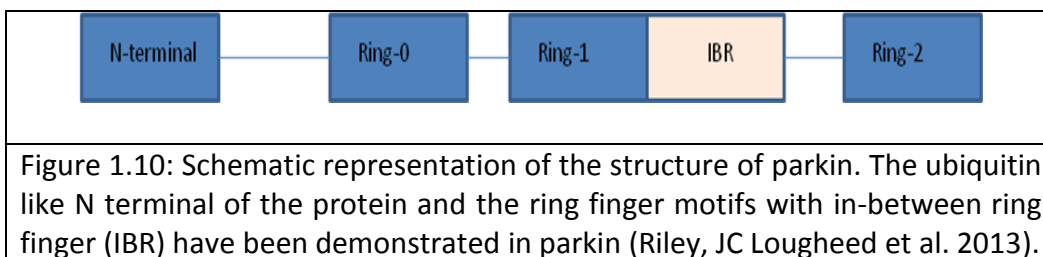 N-terminal Ring-0 Ring-1 IBR Ring-2
Figure 1.10: Schematic representation of the structure of parkin. The ubiquitin
like N terminal of the protein and the ring finger motifs with in-between ring
finger (IBR) have been demonstrated in parkin (Riley, JC Lougheed et al. 2013).